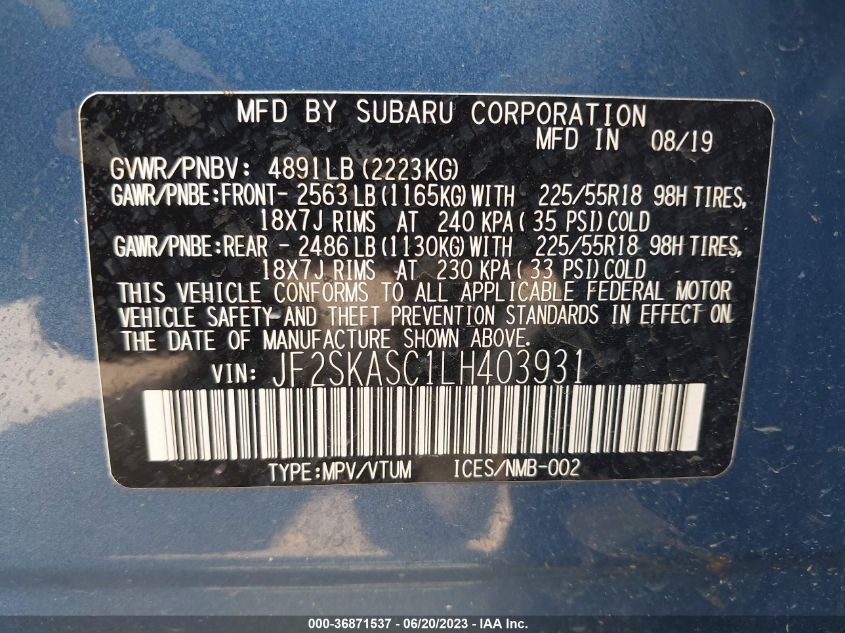 MFD BY SUBARU CORPORATION
MFD IN 08/19
GVWR/PNBV: 4891LB (2223KG)
GAWR/PNBE:FRONT- 2563 LB (1165KG) WITH 225/55R18 98H TIRES,
18X7J RIMS AT 240 KPA ( 35 PSI) COLD
GAWR/PNBE:REAR - 2486 LB (1130KG) WITH 225/55R18 98H TIRES,
18X7J RIMS AT 230 KPA ( 33 PSI) COLD
THIS VEHICLE CONFORMS TO ALL APPLICABLE FEDERAL MOTOR
VEHICLE SAFETY-AND THEFT PREVENTION STANDARDS IN EFFECT ON
THE DATE OF MANUFACTURE SHOWN ABOVE.
VIN: JF2SKASC1LH403931
TYPE:MPV/VTUM ICES/NMB-002
000-36871537 - 06/20/2023 - IAAI.COM